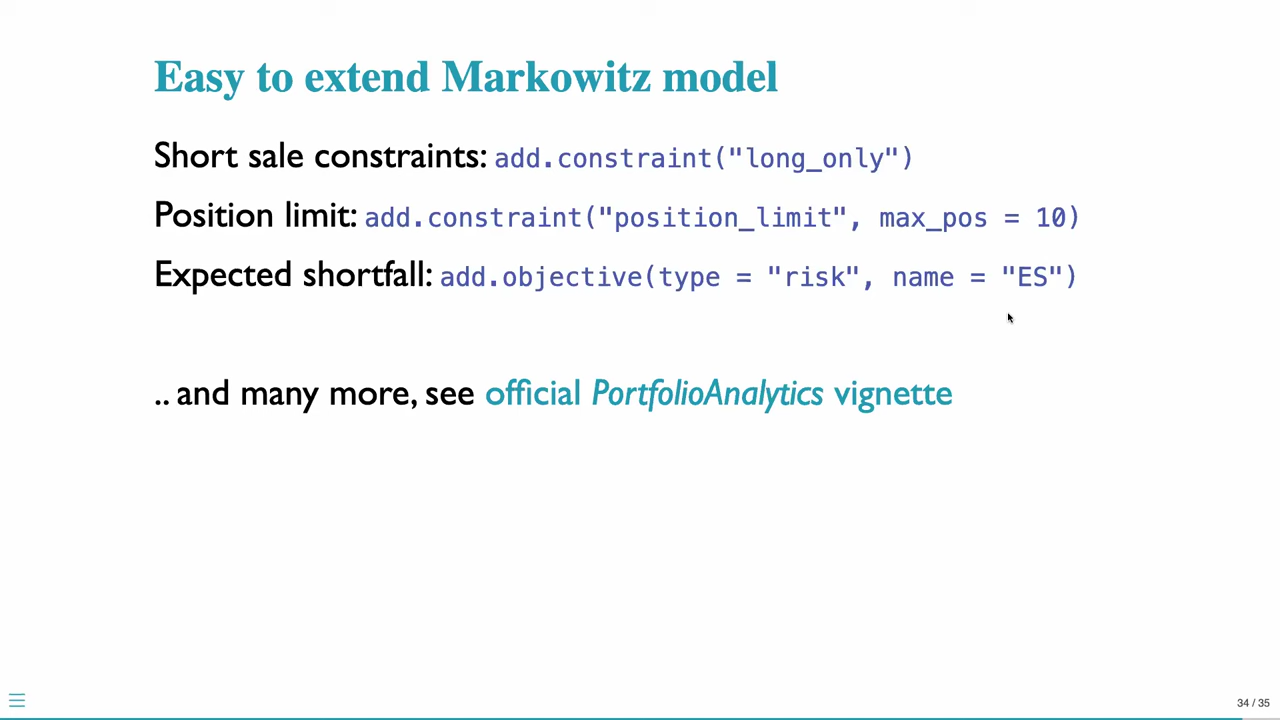 Easy to extend Markowitz model
Short sale constraints: add.constraint("long_only")
Position limit: add.constraint("position_limit", max_pos = 10)
Expected shortfall: add.objective(type = "risk", name = "ES")
.. and many more, see official PortfolioAnalytics vignette
34 / 35